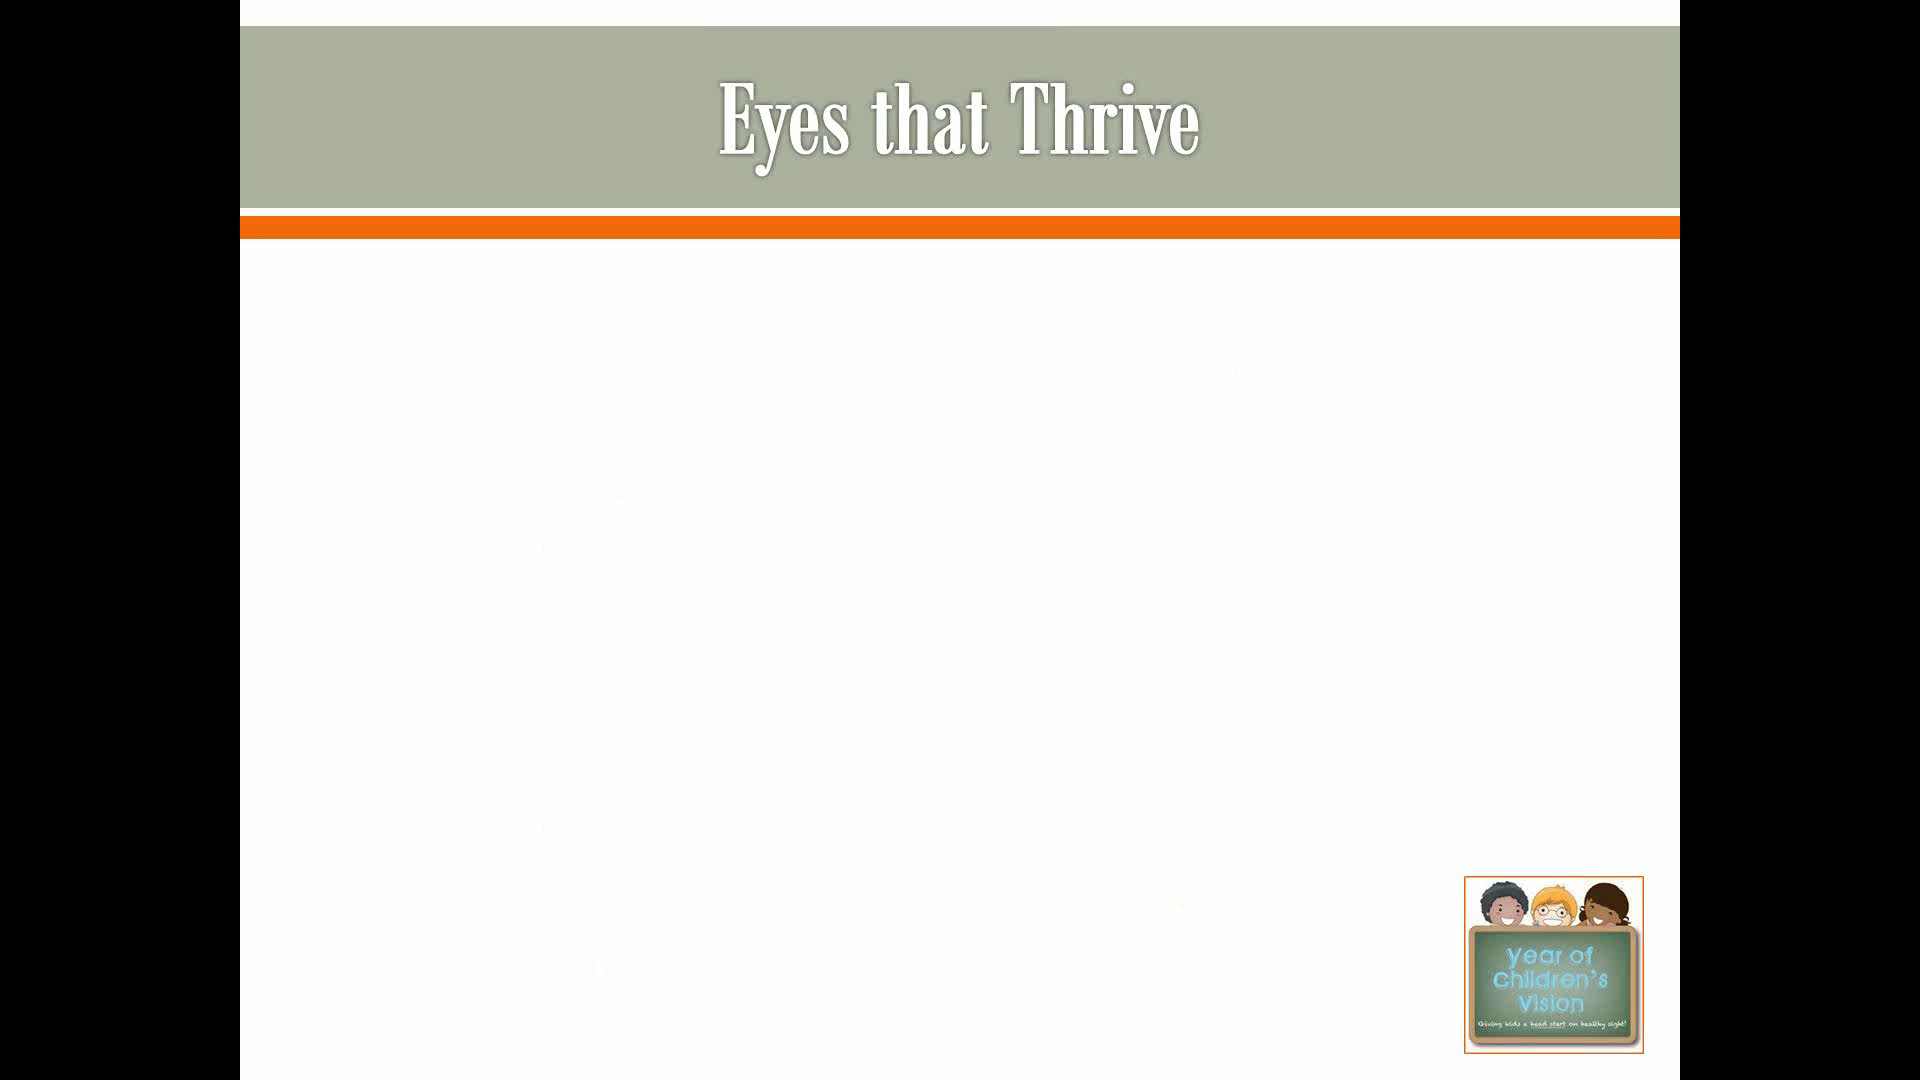 Eyes that Thrive
Year of
Children's
Vision
Giving kids a head start on healthy sight!